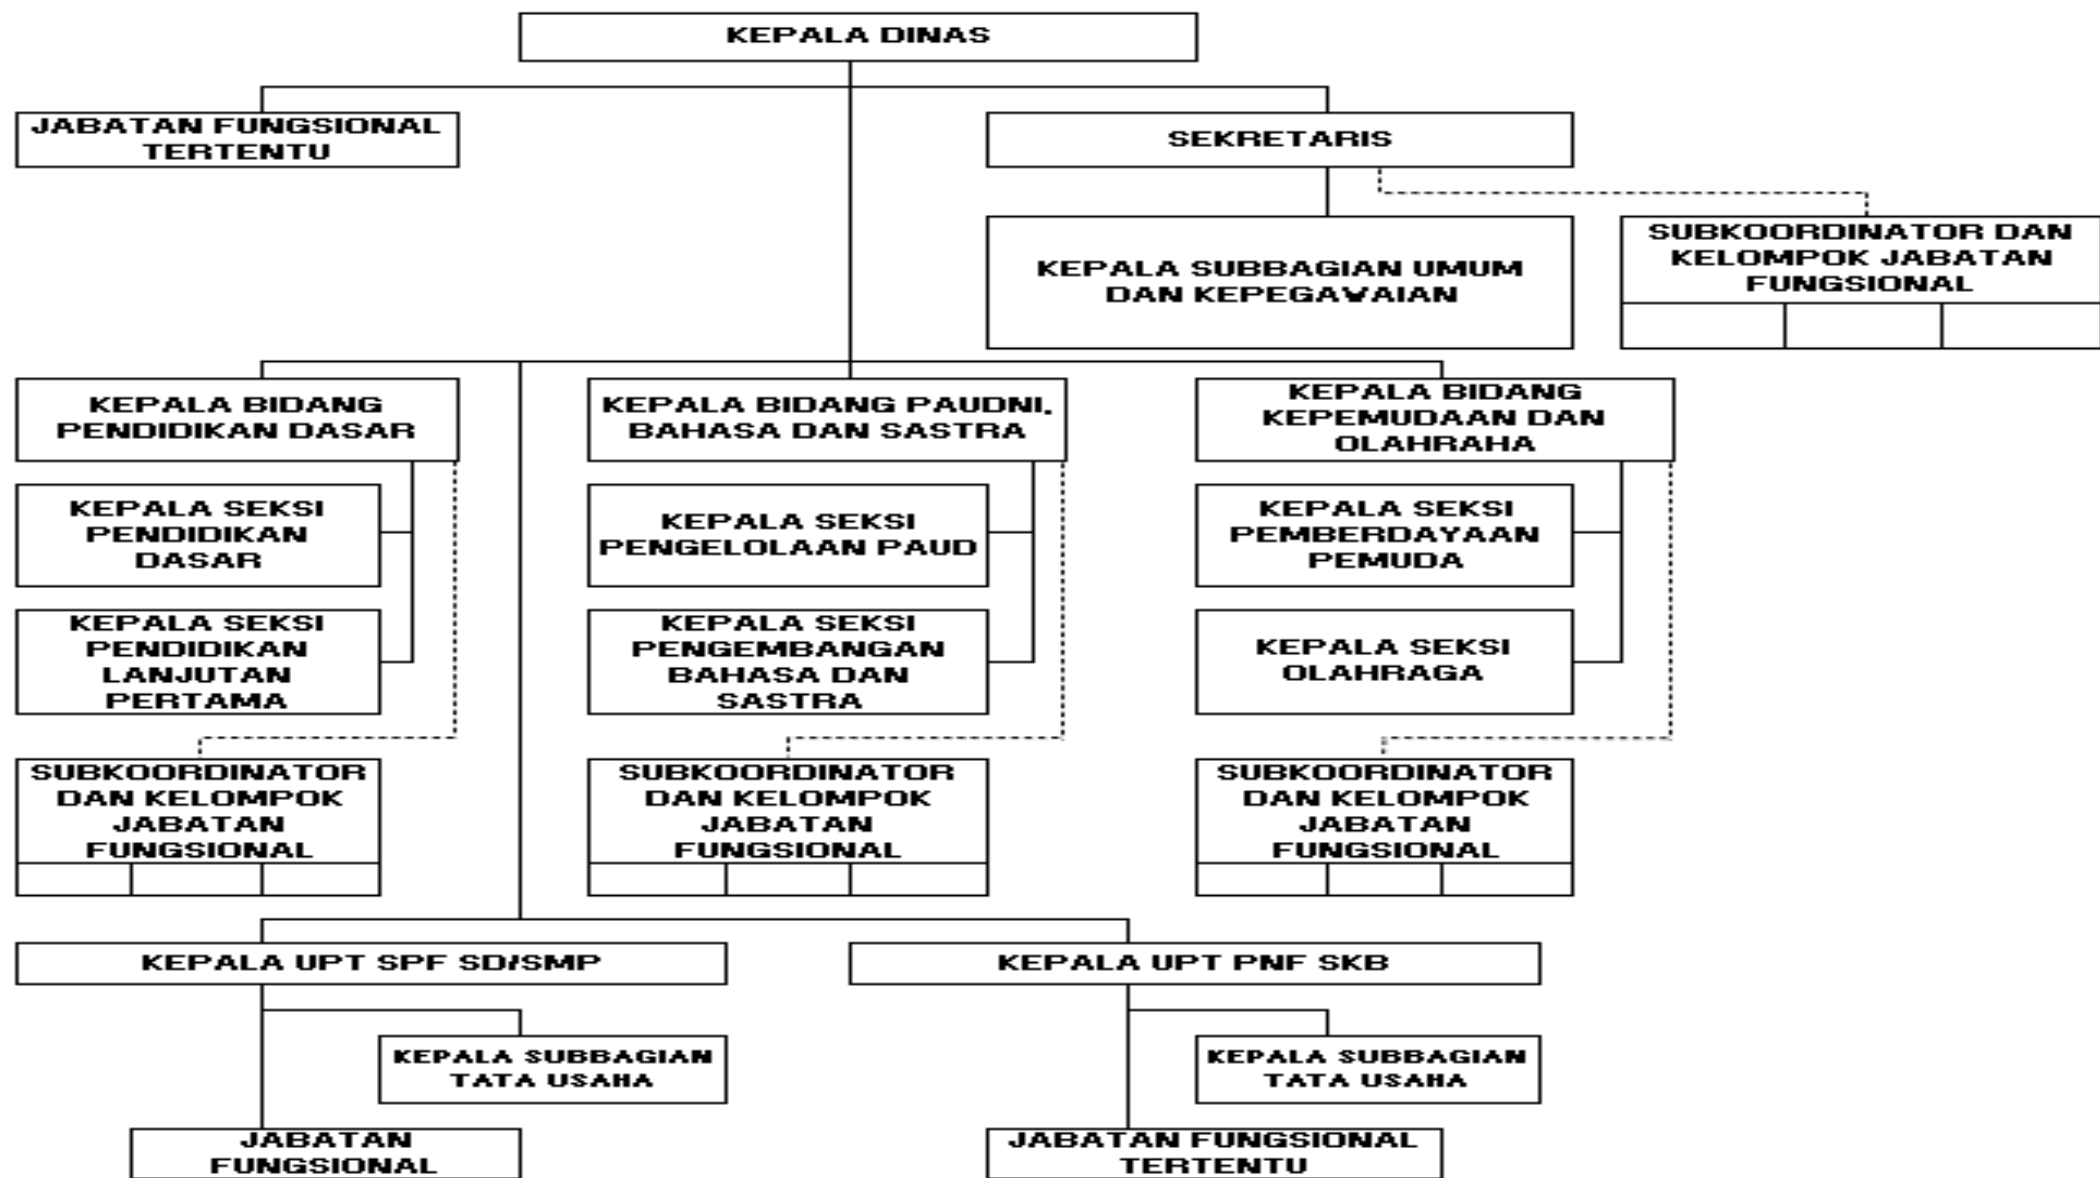 KEPALA DINAS
JABATAN FUNGSIONAL
TERTENTU
SEKRETARIS
KEPALA SUBBAGIAN UMUM
DAN KEPEGAWAIAN
SUBKOORDINATOR DAN
KELOMPOK JABATAN
FUNGSIONAL
KEPALA BIDANG
PENDIDIKAN DASAR
KEPALA BIDANG PAUDNI,
BAHASA DAN SASTRA
KEPALA BIDANG
KEPEMUDAAN DAN
OLAHRAHA
KEPALA SEKSI
PENDIDIKAN
DASAR
KEPALA SEKSI
PENGELOLAAN PAUD
KEPALA SEKSI
PEMBERDAYAAN
PEMUDA
KEPALA SEKSI
PENDIDIKAN
LANJUTAN
PERTAMA
KEPALA SEKSI
PENGEMBANGAN
BAHASA DAN
SASTRA
KEPALA SEKSI
OLAHRAGA
SUBKOORDINATOR
DAN KELOMPOK
JABATAN
FUNGSIONAL
SUBKOORDINATOR
DAN KELOMPOK
JABATAN
FUNGSIONAL
SUBKOORDINATOR
DAN KELOMPOK
JABATAN
FUNGSIONAL
KEPALA UPT SPF SD/SMP
KEPALA UPT PNF SKB
KEPALA SUBBAGIAN
TATA USAHA
KEPALA SUBBAGIAN
TATA USAHA
JABATAN
FUNGSIONAL
JABATAN FUNGSIONAL
TERTENTU